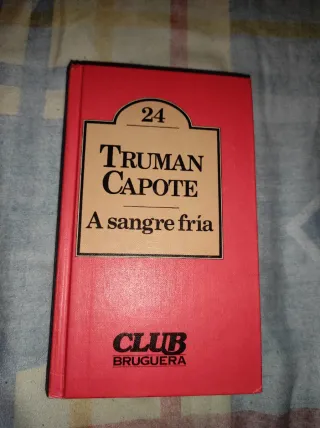 24
TRUMAN
CAPOTE
A sangre fría
CLUB
BRUGUERA